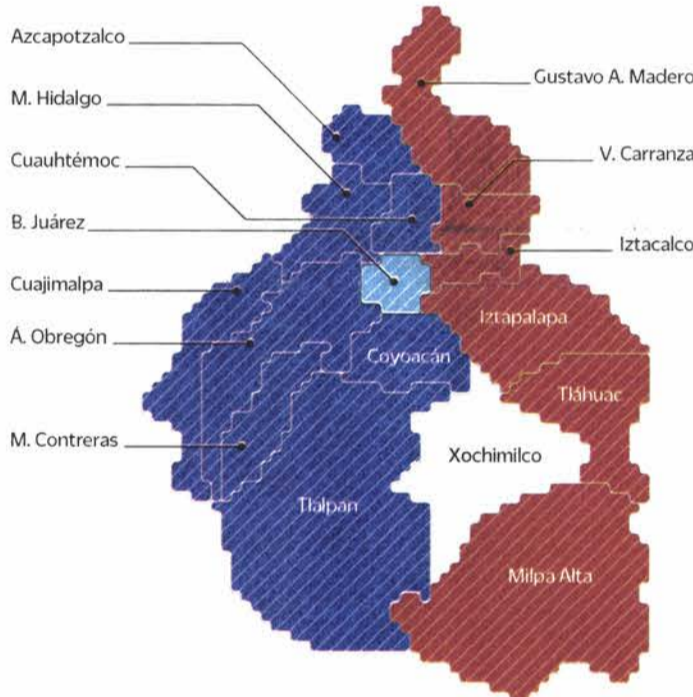 Azcapotzalco
Gustavo A. Madero
M. Hidalgo
V. Carranza
Cuauhtémoc
B. Juárez
Iztacalco
Cuajimalpa
Iztapalapa
Á. Obregón
Coyoacán
Tláhuac
M. Contreras
Xochimilco
Tlalpan
Milpa Alta